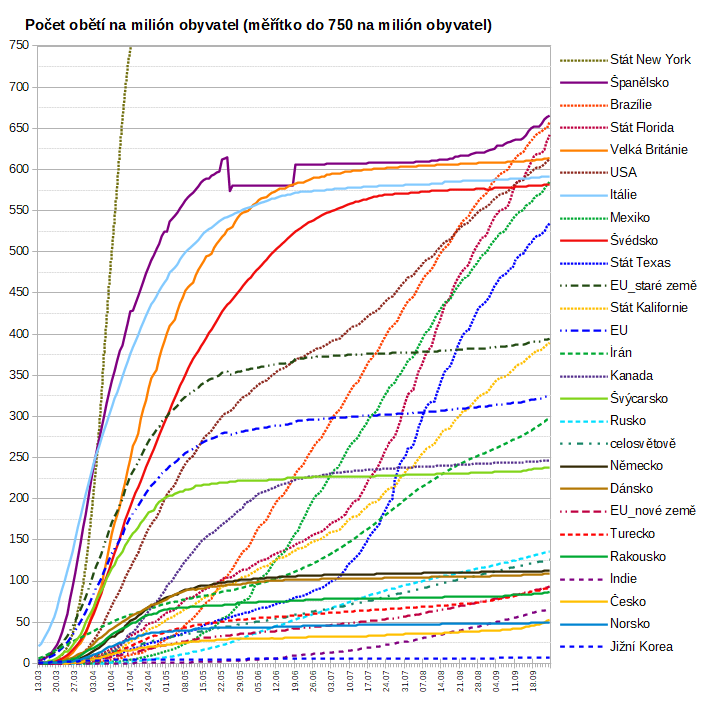 Počet obětí na milión obyvatel (měřítko do 750 na milión obyvatel)
750
700
650
600
550
500
450
400
350
300
250
200
150
100
50
0
13.03
20.03
27.03
03.04
10.04
17.04
24.04
01.05
08.05
15.05
22.05
29.05
05.06
12.06
19.06
26.06
03.07
10.07
17.07
24.07
31.07
07.08
14.08
21.08
28.08
04.09
11.09
18.09
Stát New York
Španělsko
Brazílie
Stát Florida
Velká Británie
USA
Itálie
Mexiko
Švédsko
Stát Texas
EU_staré země
Stát Kalifornie
EU
Írán
Kanada
Švýcarsko
Rusko
celosvětově
Německo
Dánsko
EU_nové země
Turecko
Rakousko
Indie
Česko
Norsko
Jižní Korea